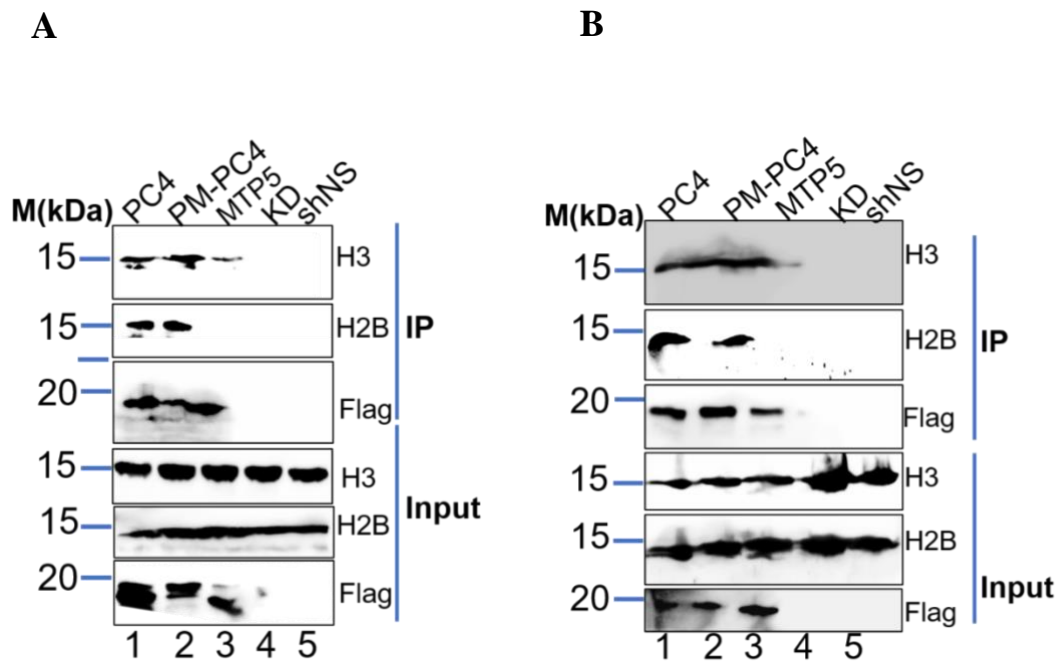 A
M(kDa) PC4 PM-PC4 MTP5 KD shNS
15 H3
15 H2B IP
20 Flag
15 H3
15 H2B Input
20 Flag
1 2 3 4 5
B
M(kDa) PC4 PM-PC4 MTP5 KD shNS
15 H3
15 H2B IP
20 Flag
15 H3
15 H2B Input
20 Flag
1 2 3 4 5